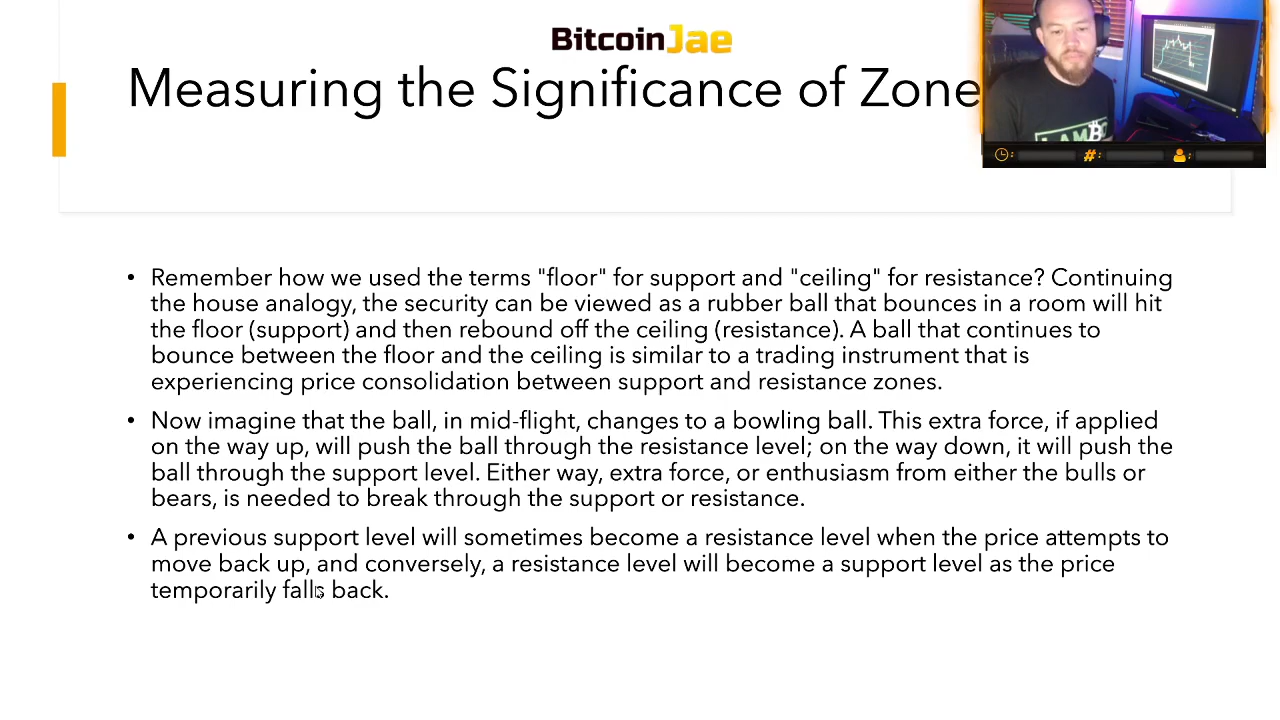 BitcoinJae
Measuring the Significance of Zone
• Remember how we used the terms "floor" for support and "ceiling" for resistance? Continuing
the house analogy, the security can be viewed as a rubber ball that bounces in a room will hit
the floor (support) and then rebound off the ceiling (resistance). A ball that continues to
bounce between the floor and the ceiling is similar to a trading instrument that is
experiencing price consolidation between support and resistance zones.
• Now imagine that the ball, in mid-flight, changes to a bowling ball. This extra force, if applied
on the way up, will push the ball through the resistance level; on the way down, it will push the
ball through the support level. Either way, extra force, or enthusiasm from either the bulls or
bears, is needed to break through the support or resistance.
• A previous support level will sometimes become a resistance level when the price attempts to
move back up, and conversely, a resistance level will become a support level as the price
temporarily falls back.
#: